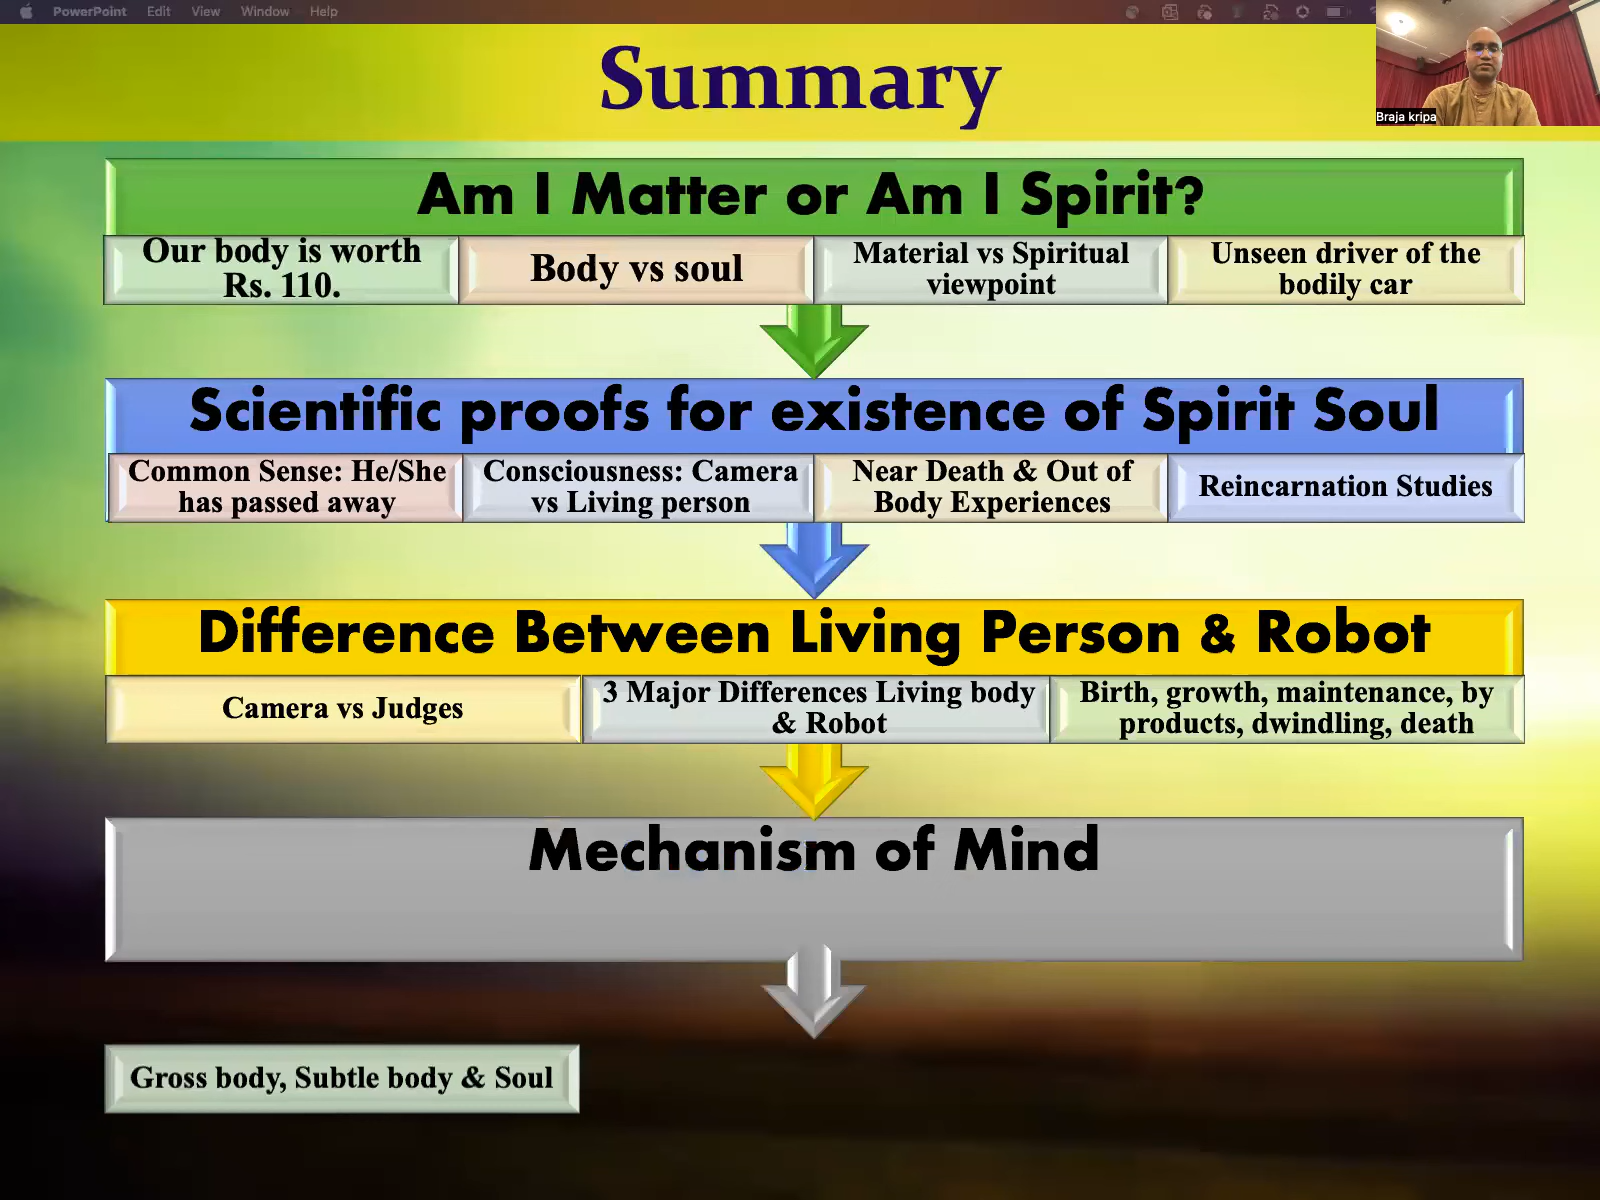 PowerPoint Edit View Window Help
Summary
Braja kripa
Am I Matter or Am I Spirit?
Our body is worth
Rs. 110.
Body vs soul
Material vs Spiritual
viewpoint
Unseen driver of the
bodily car
Scientific proofs for existence of Spirit Soul
Common Sense: He/She
has passed away
Consciousness: Camera
vs Living person
Near Death & Out of
Body Experiences
Reincarnation Studies
Difference Between Living Person & Robot
Camera vs Judges
3 Major Differences Living body
& Robot
Birth, growth, maintenance, by
products, dwindling, death
Mechanism of Mind
Gross body, Subtle body & Soul